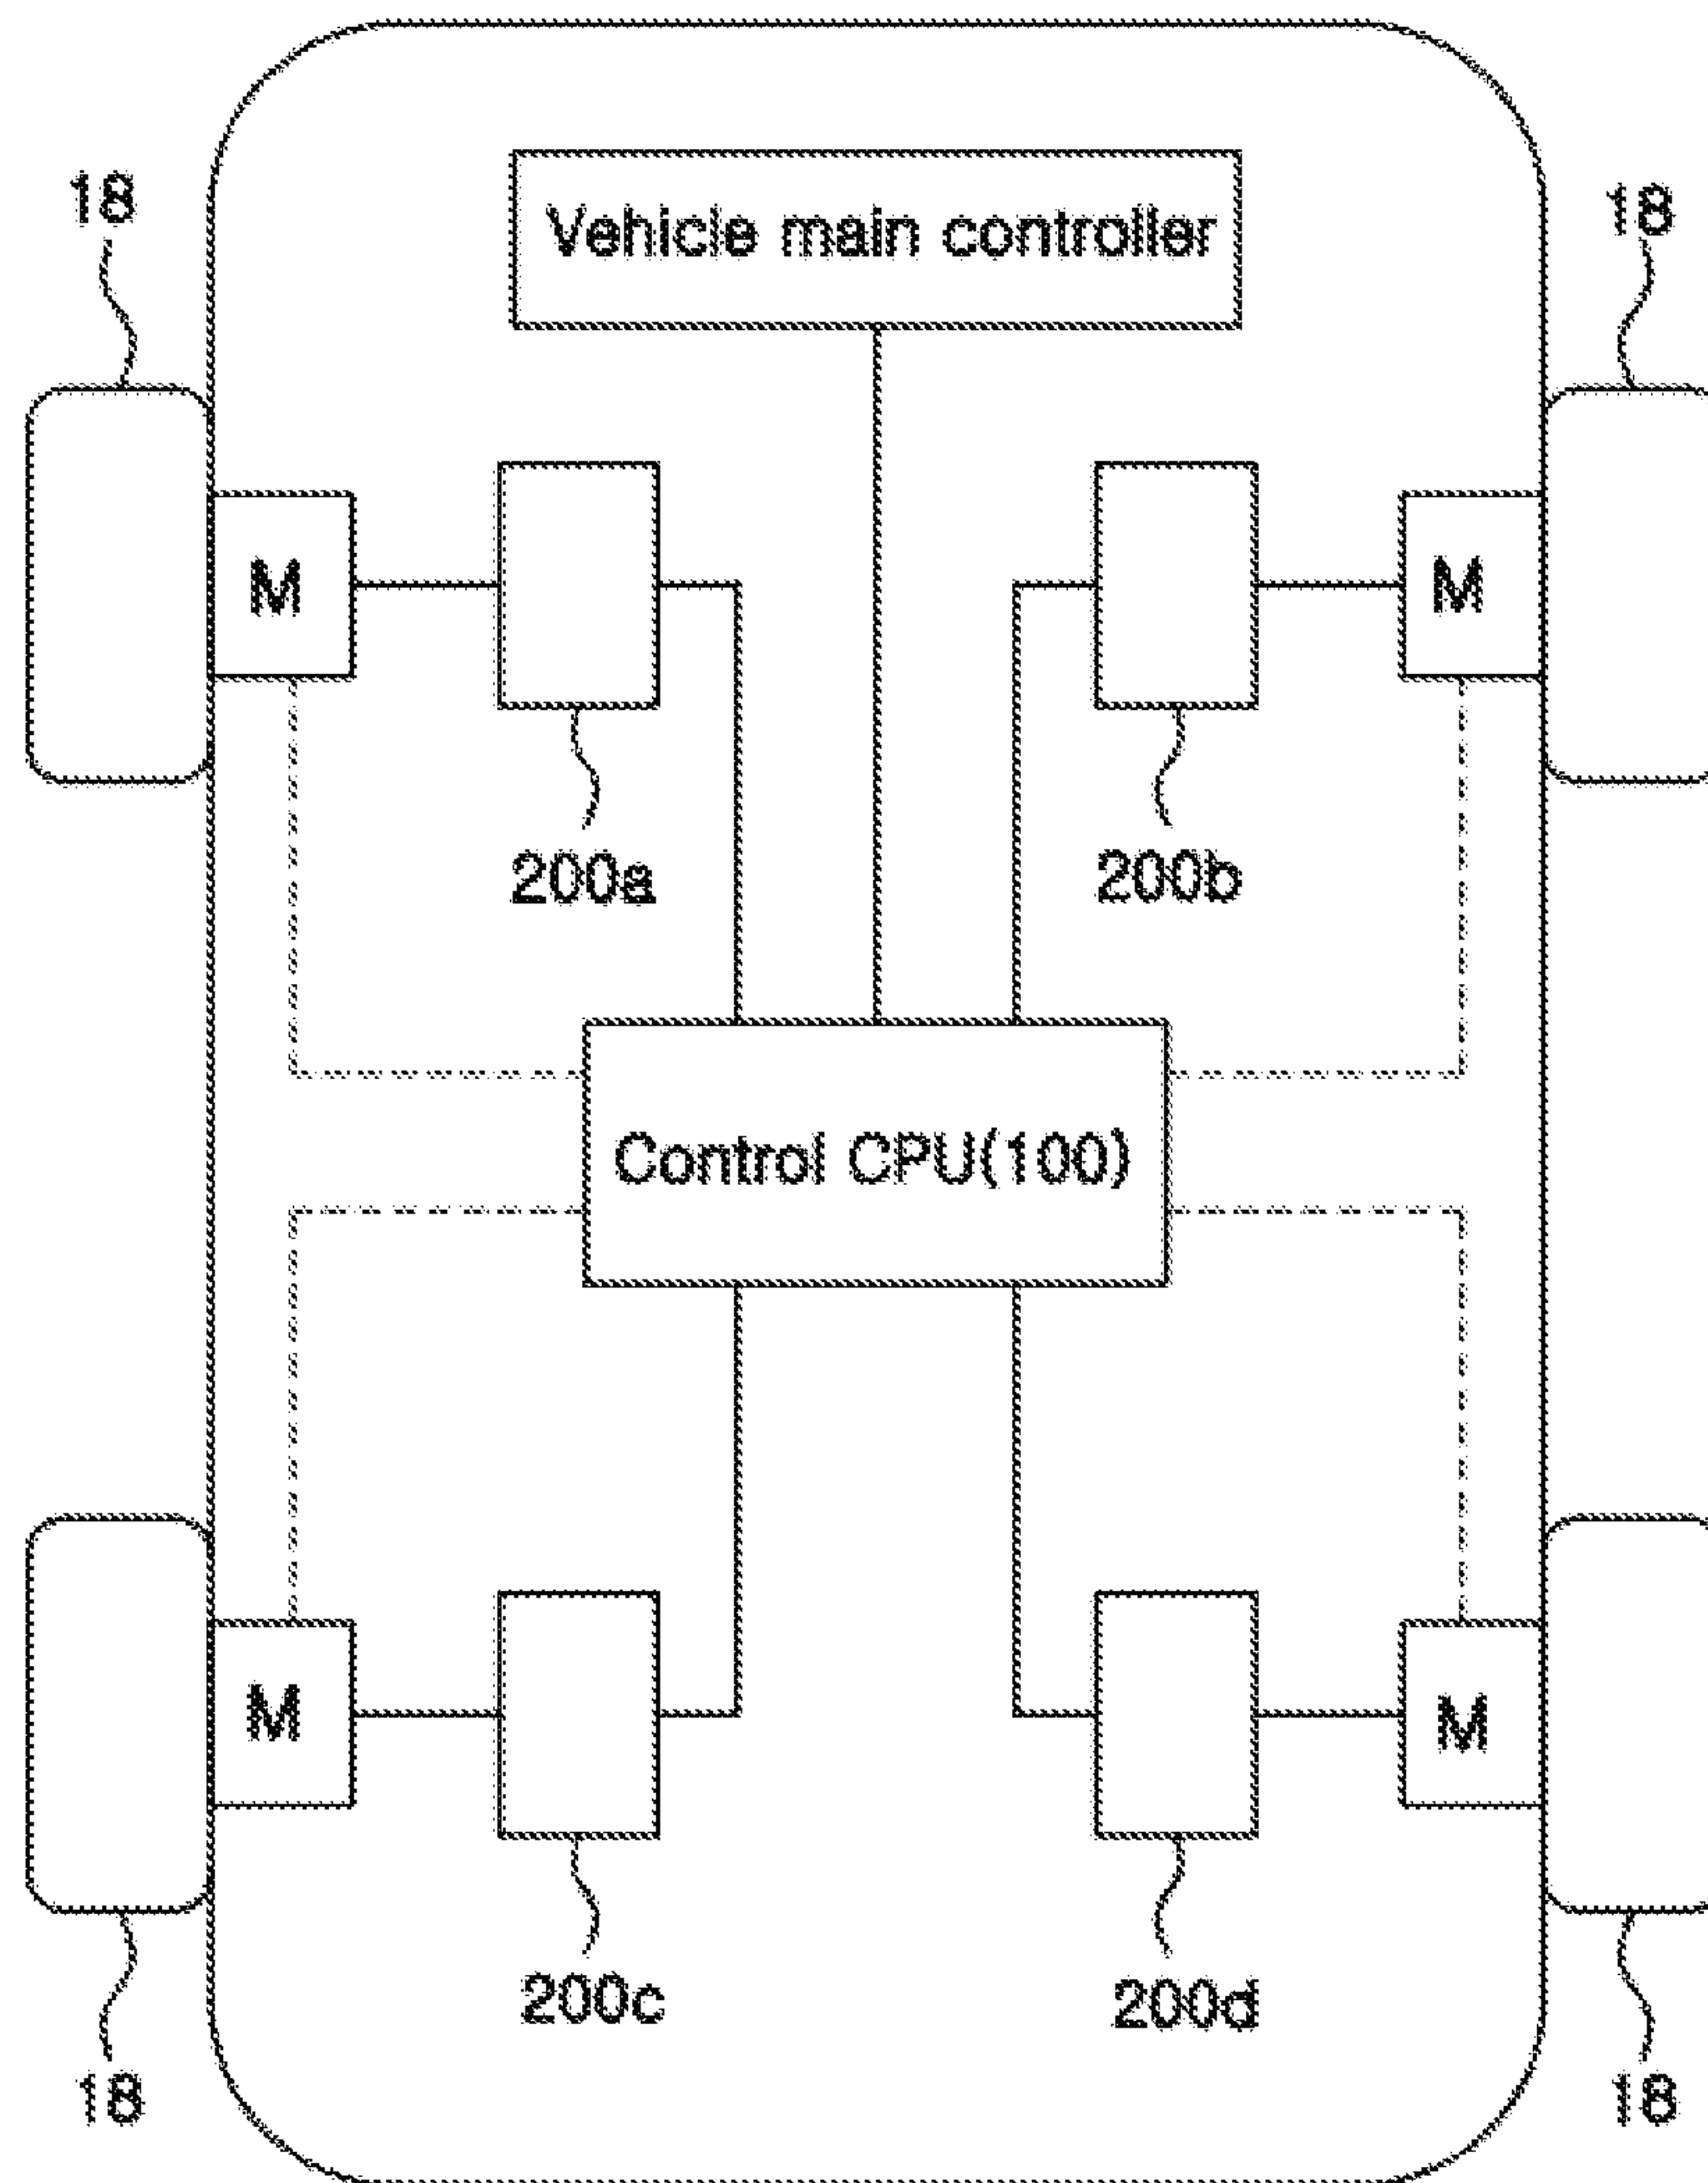 18
18
Vehicle main controller
M
M
200a
200b
Control CPU(100)
M
M
200c
200d
18
18